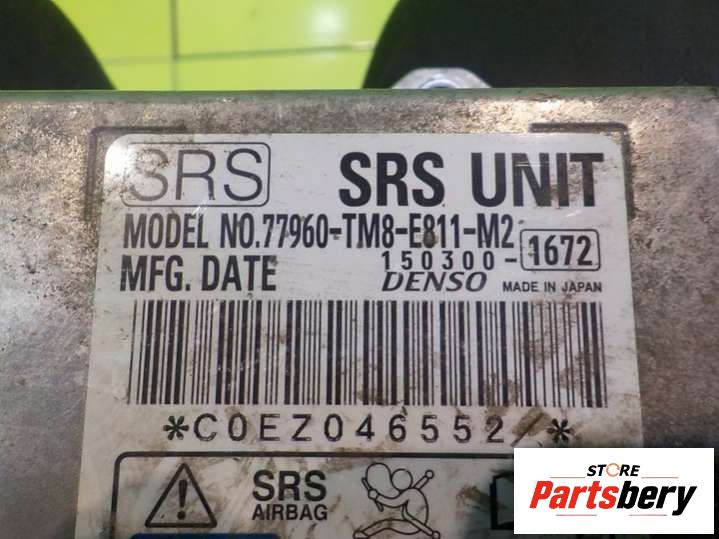 SRS SRS UNIT
MODEL NO.77960-TM8-E811-M2
MFG. DATE 150300-1672
DENSO MADE IN JAPAN
*C0EZ046552/*
SRS
AIRBAG
STORE
Partsbery